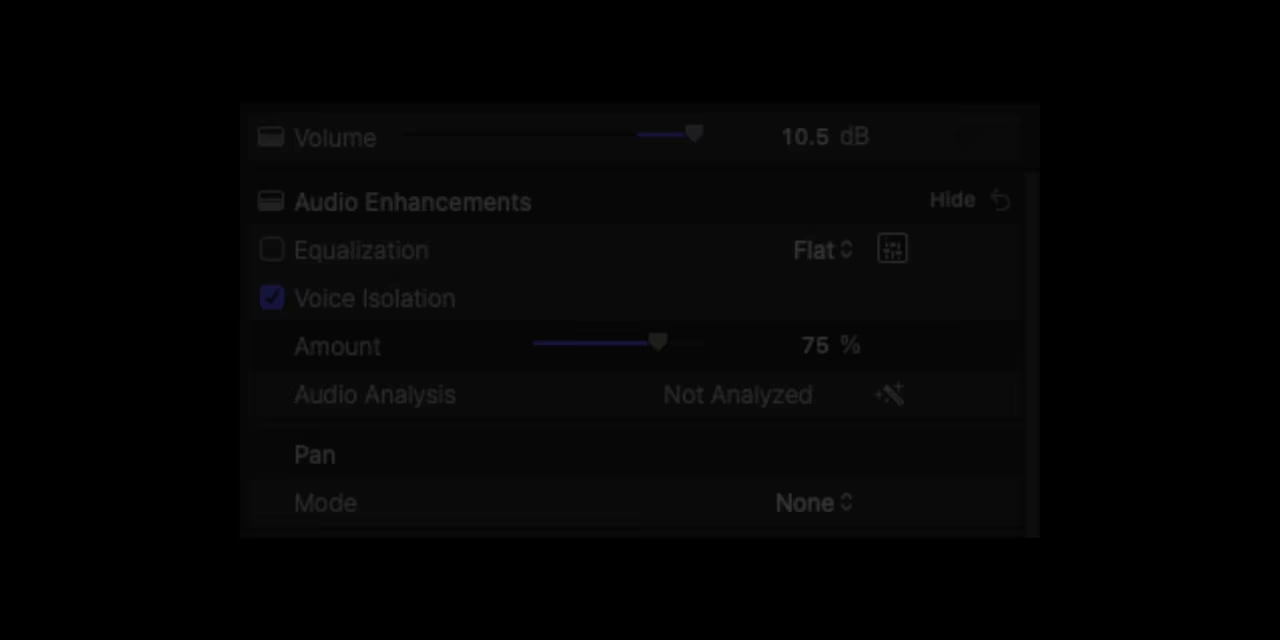 Volume 10.5 dB
Audio Enhancements Hide
Equalization Flat
Voice Isolation
Amount 75 %
Audio Analysis Not Analyzed
Pan
Mode None